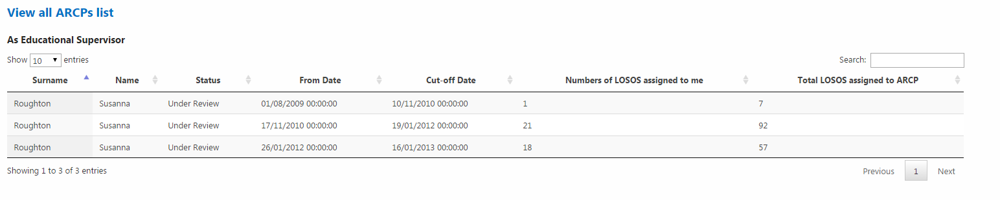 View all ARCPs list
As Educational Supervisor
Show 10 entries Search:
Surname Name Status From Date Cut-off Date Numbers of LOSOS assigned to me Total LOSOS assigned to ARCP
Roughton Susanna Under Review 01/08/2009 00:00:00 10/11/2010 00:00:00 1 7
Roughton Susanna Under Review 17/11/2010 00:00:00 19/01/2012 00:00:00 21 92
Roughton Susanna Under Review 26/01/2012 00:00:00 16/01/2013 00:00:00 18 57
Showing 1 to 3 of 3 entries Previous 1 Next